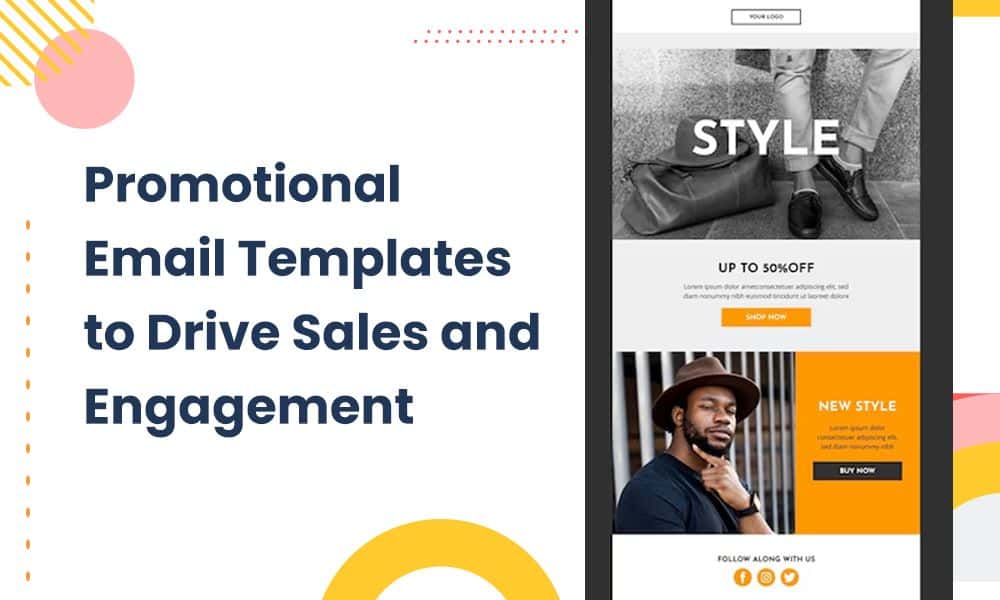 Promotional
Email Templates
to Drive Sales and
Engagement
YOUR LOGO
STYLE
UP TO 50%OFF
Lorem ipsum dolor ameconsectetuer adipiscing elit, sed
diam nonummy nibh euismod tincidunt ut laoreet dolore
SHOP NOW
NEW STYLE
Lorem ipsum dolor
consectetuer adipiscing elit,
sed diam nonummy nibh
BUY NOW
FOLLOW ALONG WITH US